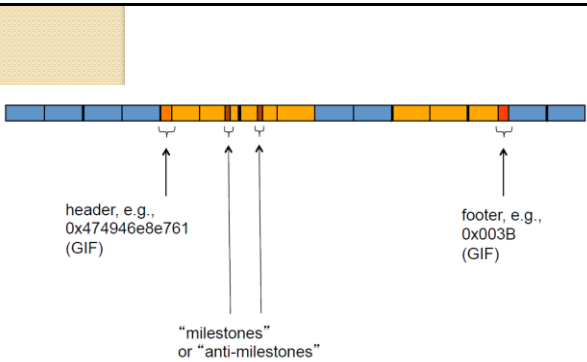 header, e.g.,
0x474946e8e761
(GIF)
footer, e.g.,
0x003B
(GIF)
“milestones”
or “anti-milestones”